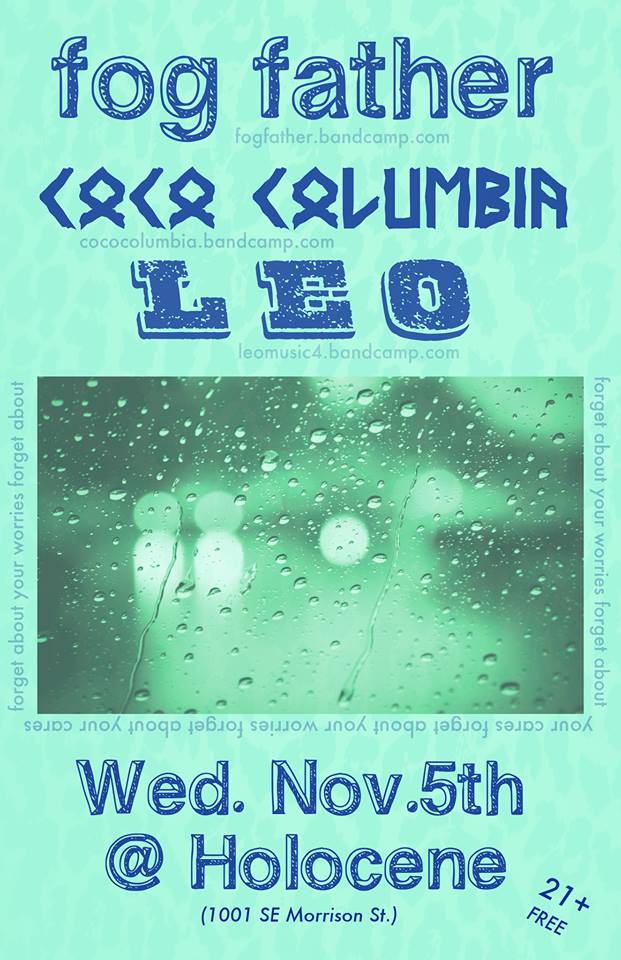 fog father
fogfather.bandcamp.com
COCO COLUMBIA
cococolumbia.bandcamp.com
LEO
leomusic4.bandcamp.com
forget about your worries forget about
forget about your worries forget about
your cares forget about your worries forget about your cares
Wed. Nov.5th
@ Holocene
(1001 SE Morrison St.)
21+
FREE